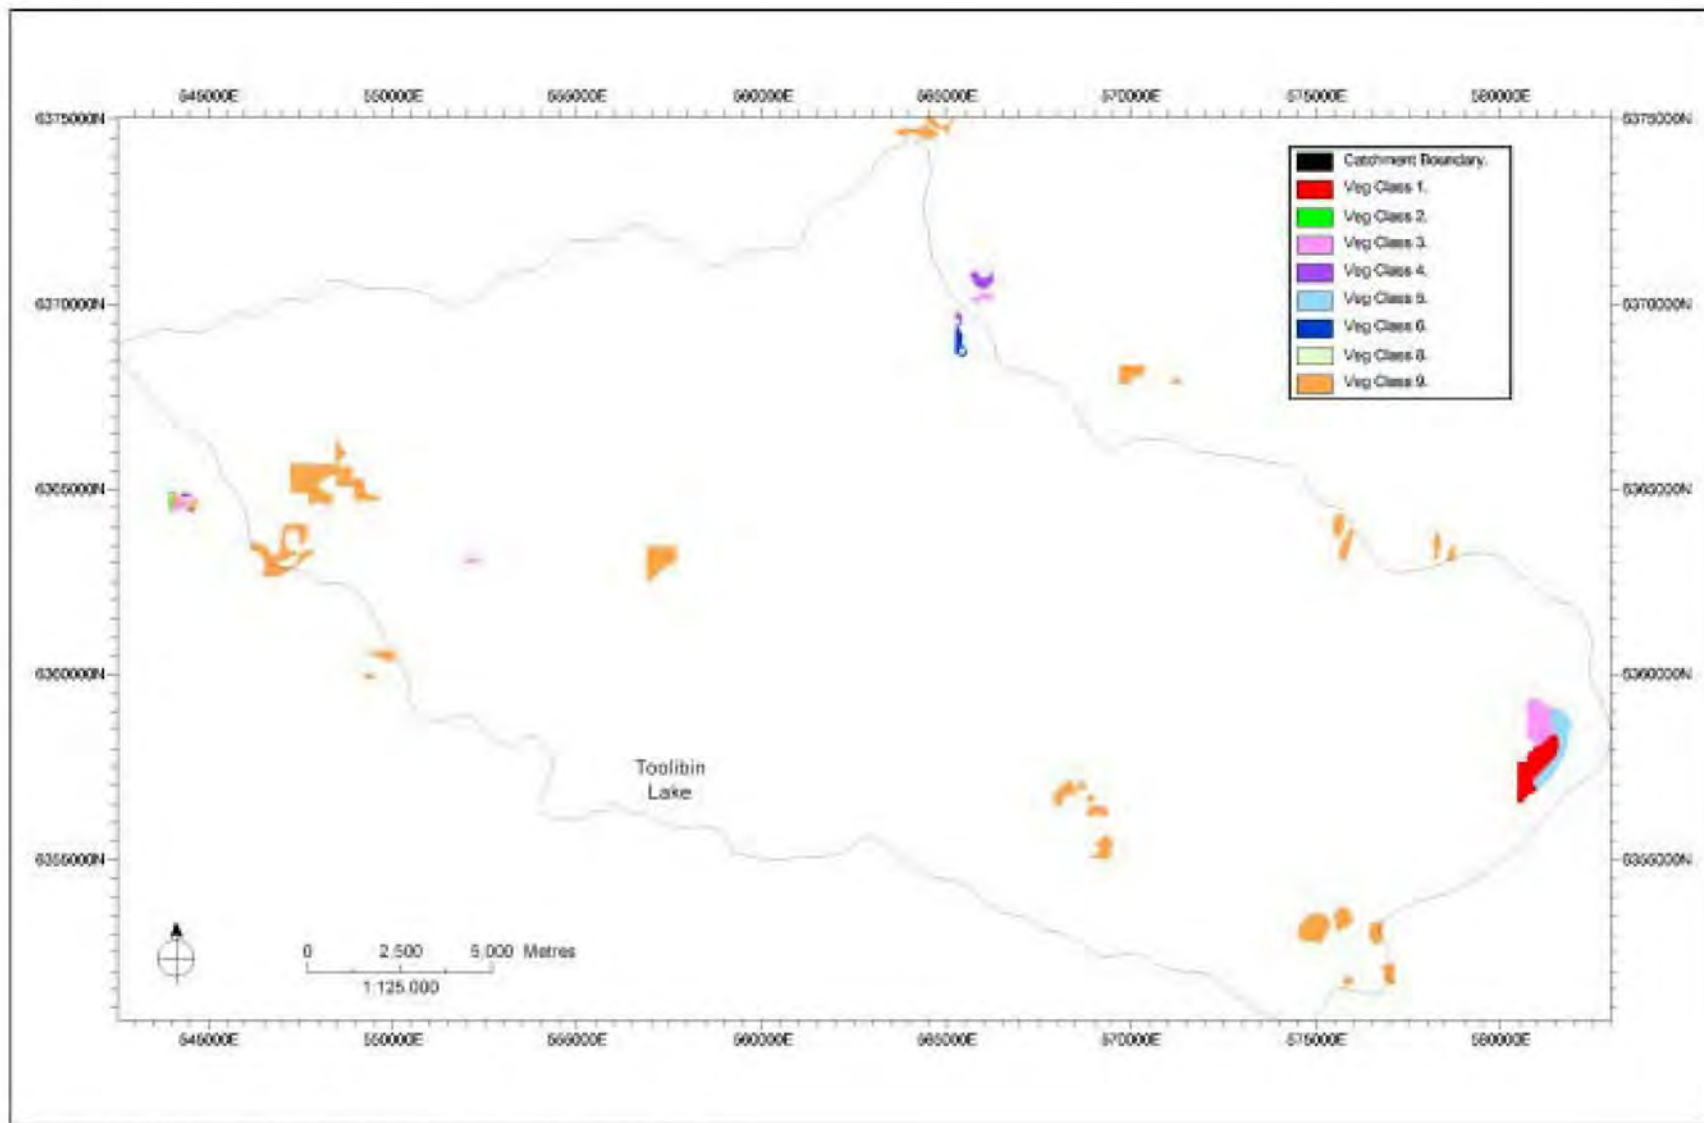 545000E 550000E 555000E 560000E 565000E 570000E 575000E 580000E
6375000N 6375000N
Catchment Boundary.
Veg Class 1.
Veg Class 2.
Veg Class 3.
Veg Class 4.
Veg Class 5.
Veg Class 6.
Veg Class 8.
Veg Class 9.
6370000N 6370000N
6365000N 6365000N
6360000N 6360000N
Toolibin
Lake
6355000N 6355000N
0 2,500 5,000 Metres
1:125,000
545000E 550000E 555000E 560000E 565000E 570000E 575000E 580000E